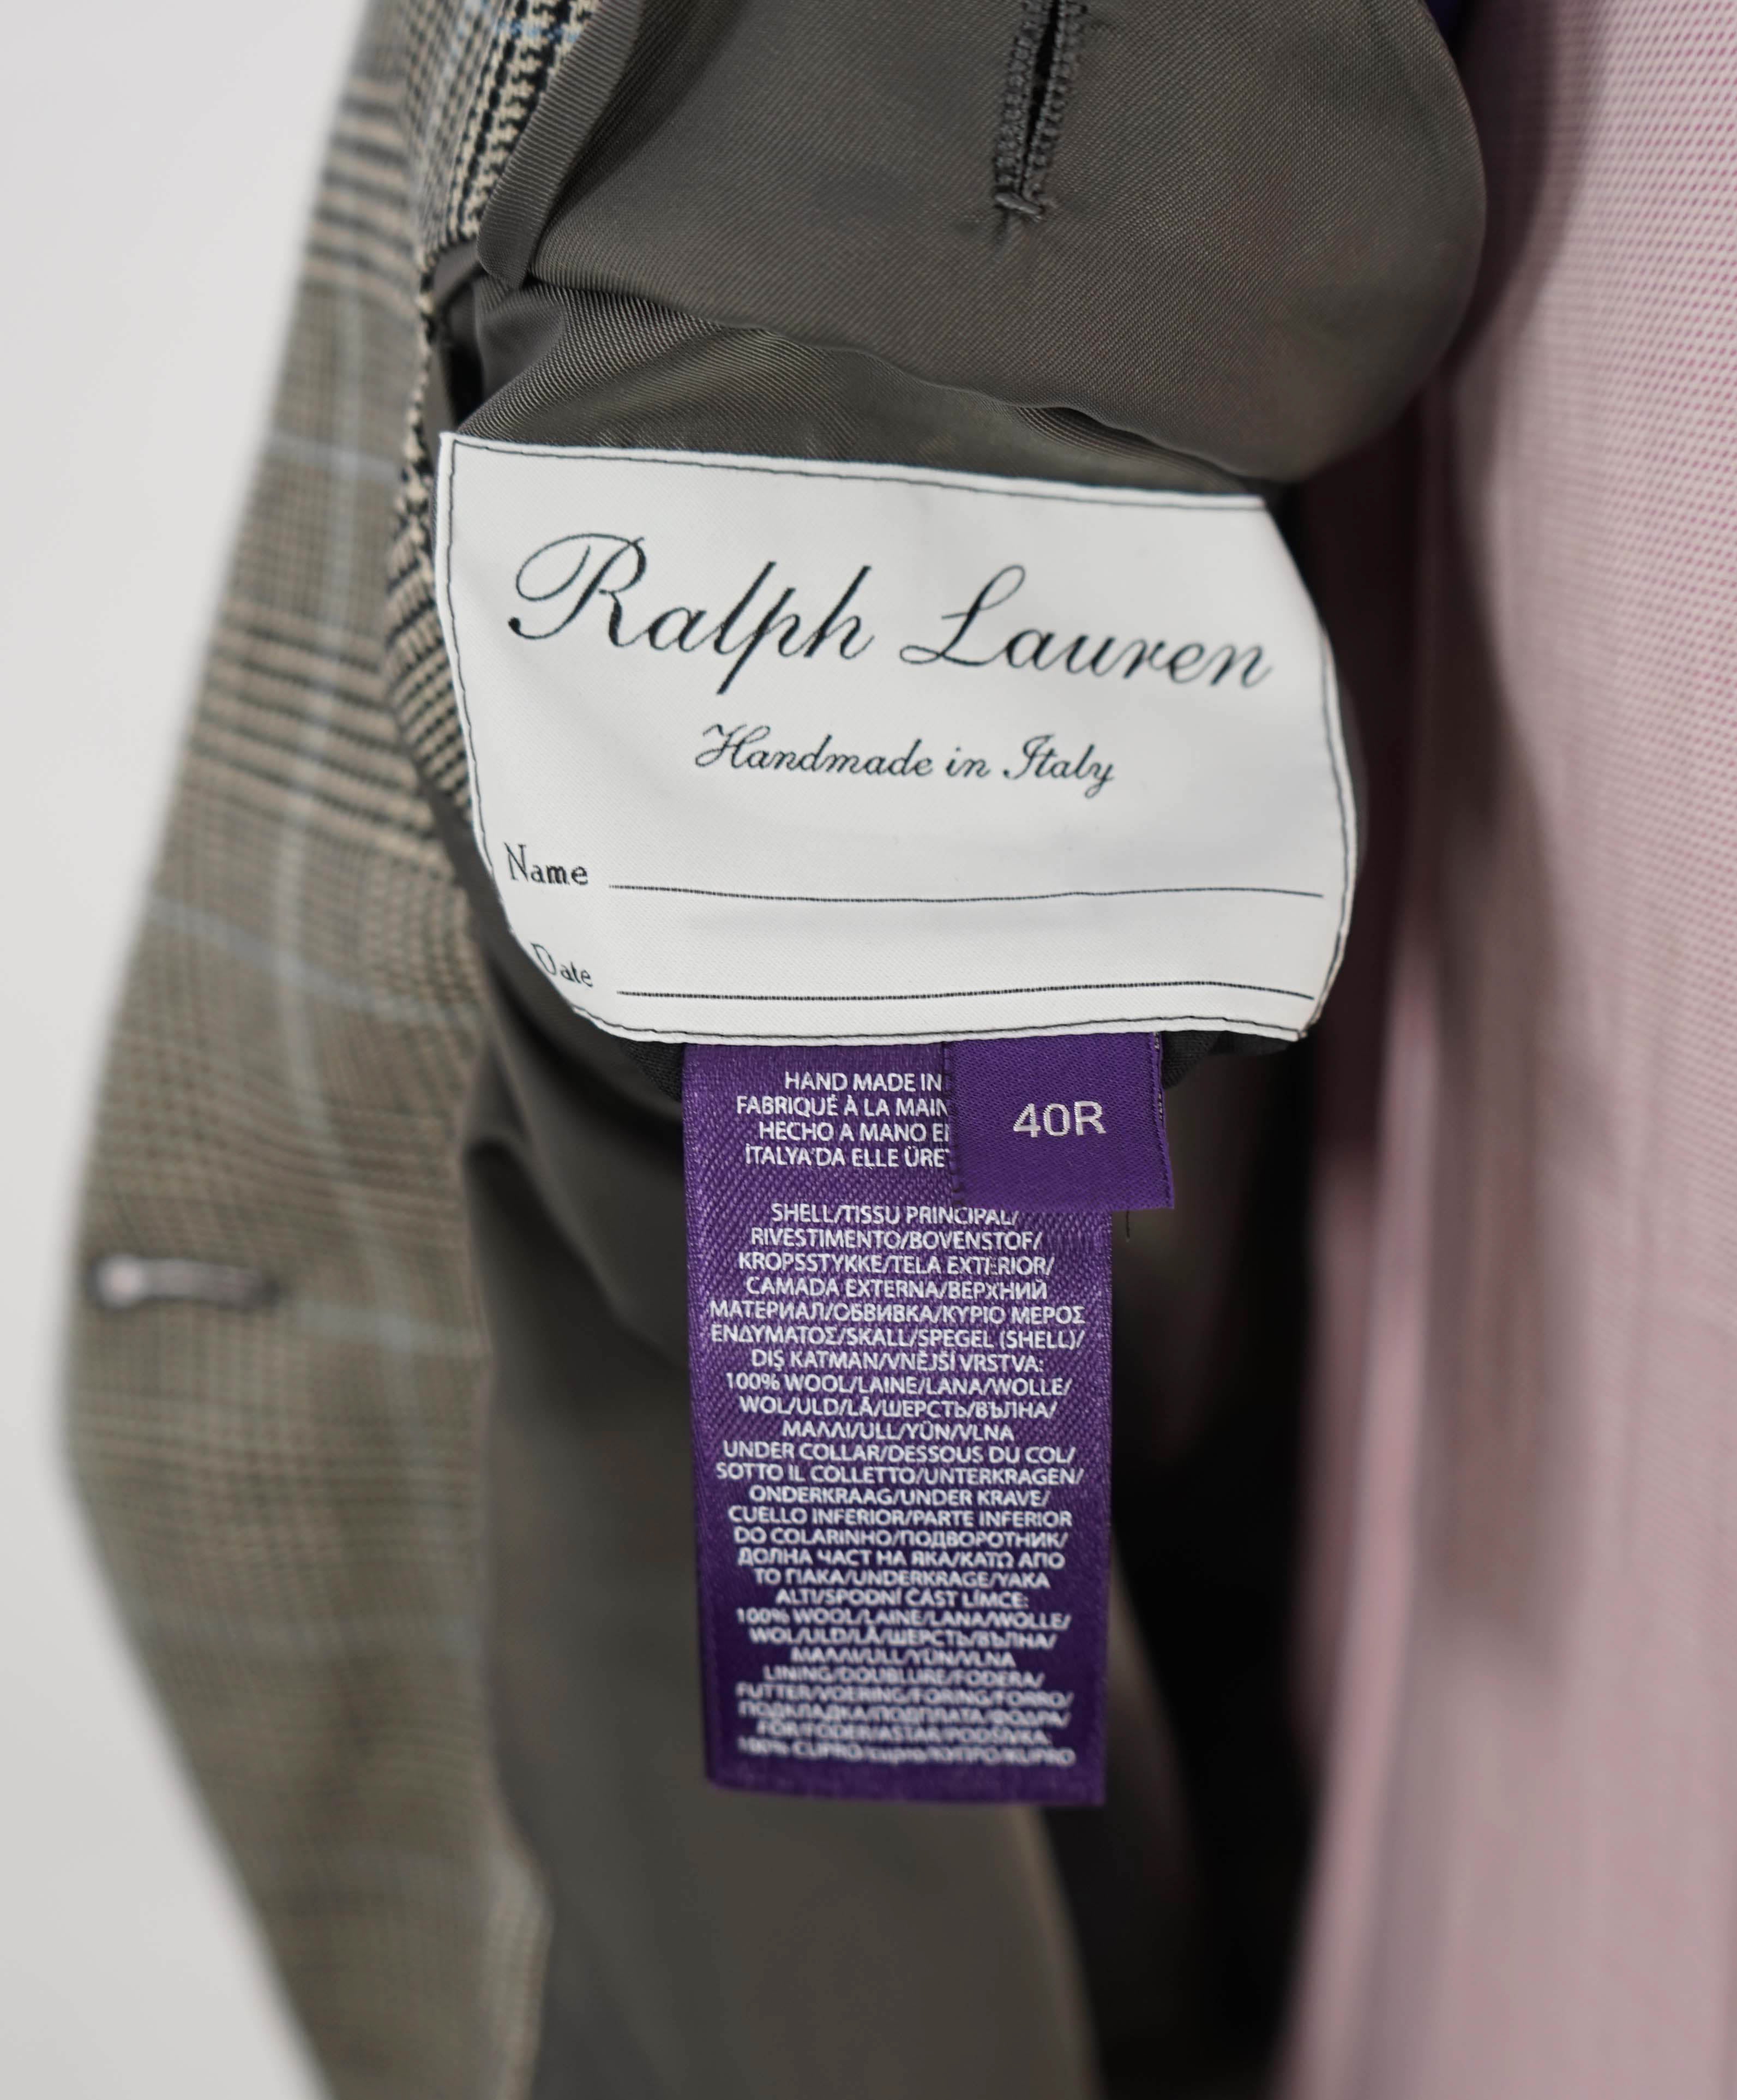 Ralph Lauren
Handmade in Italy
Name
Date
HAND MADE IN
FABRIQUÉ À LA MAIN
HECHO A MANO
İTALYA'DA ELLE
40R
SHELL/TISSU PRINCIPAL/
RIVESTIMENTO/BOVENSTOF/
KROPSSTYKKE/TELA EXTERIOR/
CAMADA EXTERNA/ВЕРХНИЙ
МАТЕРИАЛ/ОБВИВКА/ΚΥΡΙΟ ΜΕΡΟΣ
ΕΝΔΥΜΑΤΟΣ/SKALL/SPEGEL (SHELL)/
DIŞ KATMAN/VNĚJŠÍ VRSTVA:
100% WOOL/LAINE/LANA/WOLLE/
WOL/ULD/LÃ/ШЕРСТЬ/ВЪЛНА/
ΜΑΛΛΙ/ULL/YÜN/VLNA
UNDER COLLAR/DESSOUS DU COL/
SOTTO IL COLLETTO/UNTERKRAGEN/
ONDERKRAAG/UNDER KRAVE/
CUELLO INFERIOR/PARTE INFERIOR
DO COLARINHO/ПОДВОРОТНИК/
ДОЛНА ЧАСТ НА ЯКА/ΚΑΤΩ ΑΠΟ
ΤΟ ΓΙΑΚΑ/UNDERKRAGE/YAKA
ALTI/SPODNÍ ČÁST LÍMCE:
100% WOOL/LAINE/LANA/WOLLE/
WOL/ULD/LÃ/ШЕРСТЬ/ВЪЛНА/
ΜΑΛΛΙ/ULL/YÜN/VLNA
LINING/DOUBLURE/FODERA/
FUTTER/VOERING/FORING/FORRO/
ПОДКЛАДКА/ПОДПЛАТА/ΦΟΔΡΑ/
FÖR/FODER/ASTAR/PODŠÍVKA:
100% CUPRO/cupro/КУПРО/KUPRO